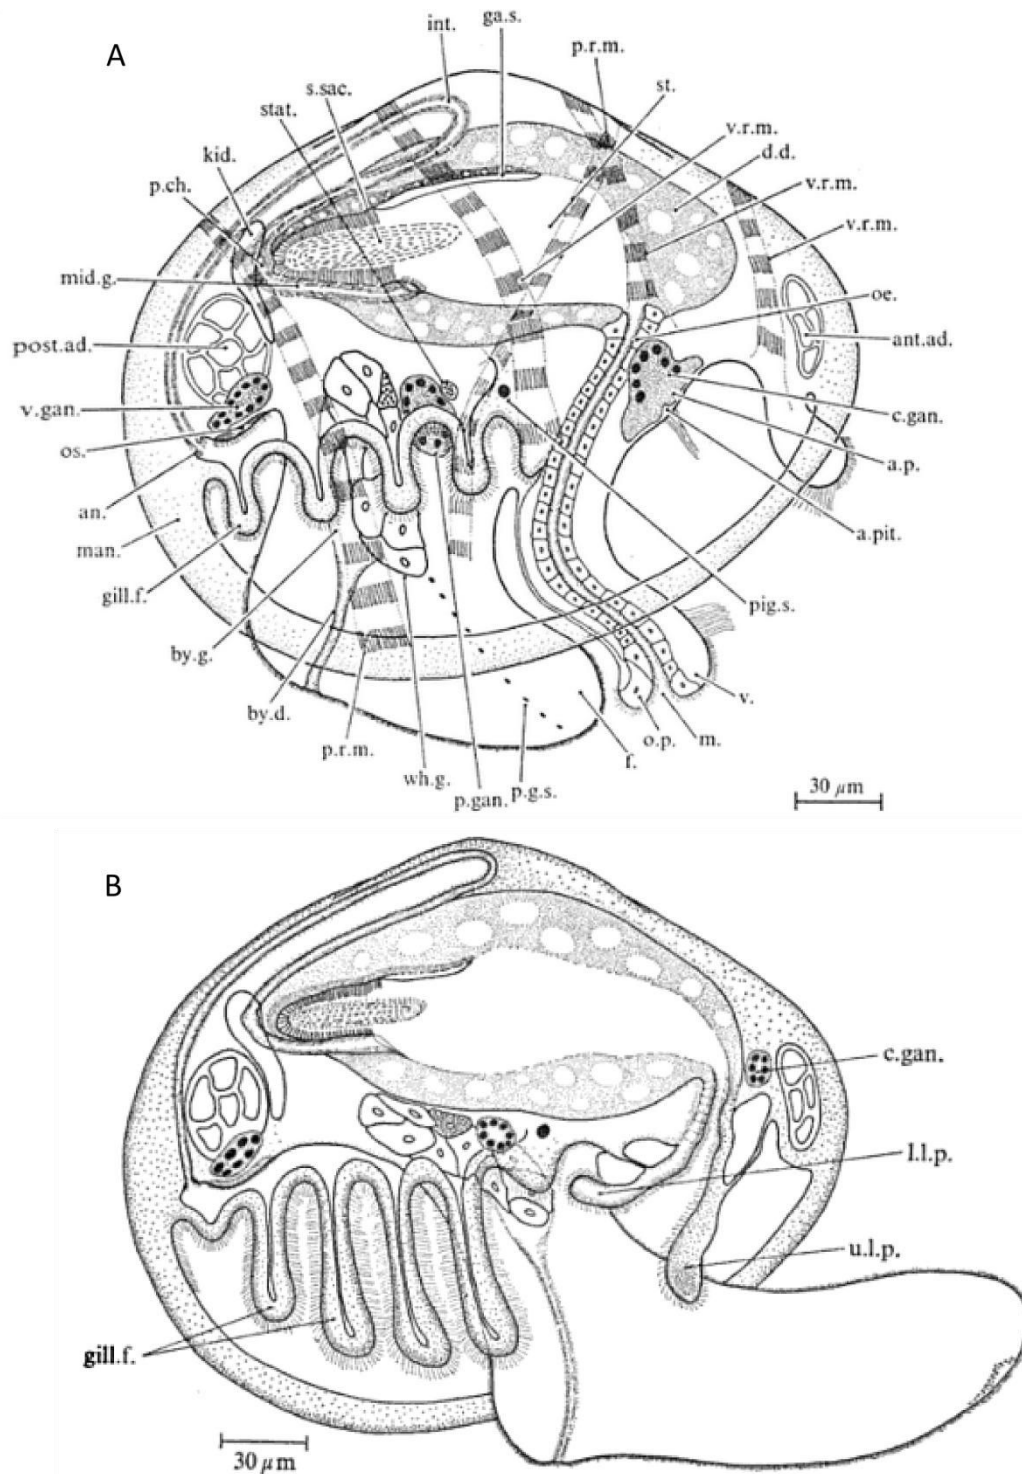 A
int.
ga.s.
p.r.m.
s.sac.
st.
stat.
v.r.m.
kid.
d.d.
p.ch.
v.r.m.
v.r.m.
mid.g.
oe.
post.ad.
ant.ad.
v.gan.
c.gan.
os.
a.p.
an.
a.pit.
man.
gill.f.
pig.s.
by.g.
v.
by.d.
m.
o.p.
p.r.m.
f.
wh.g.
p.gan.
p.g.s.
30 μm
B
c.gan.
l.l.p.
u.l.p.
gill.f.
30 μm